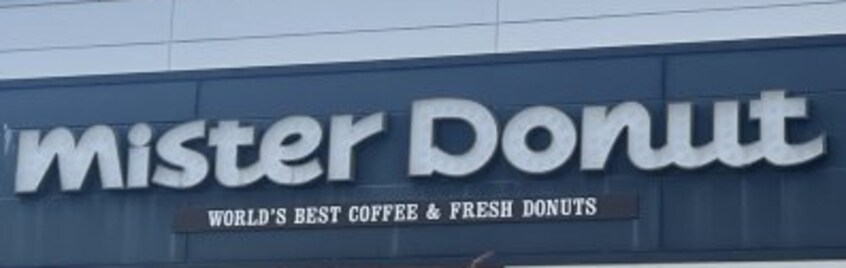 Mister Donut
WORLD'S BEST COFFEE & FRESH DONUTS